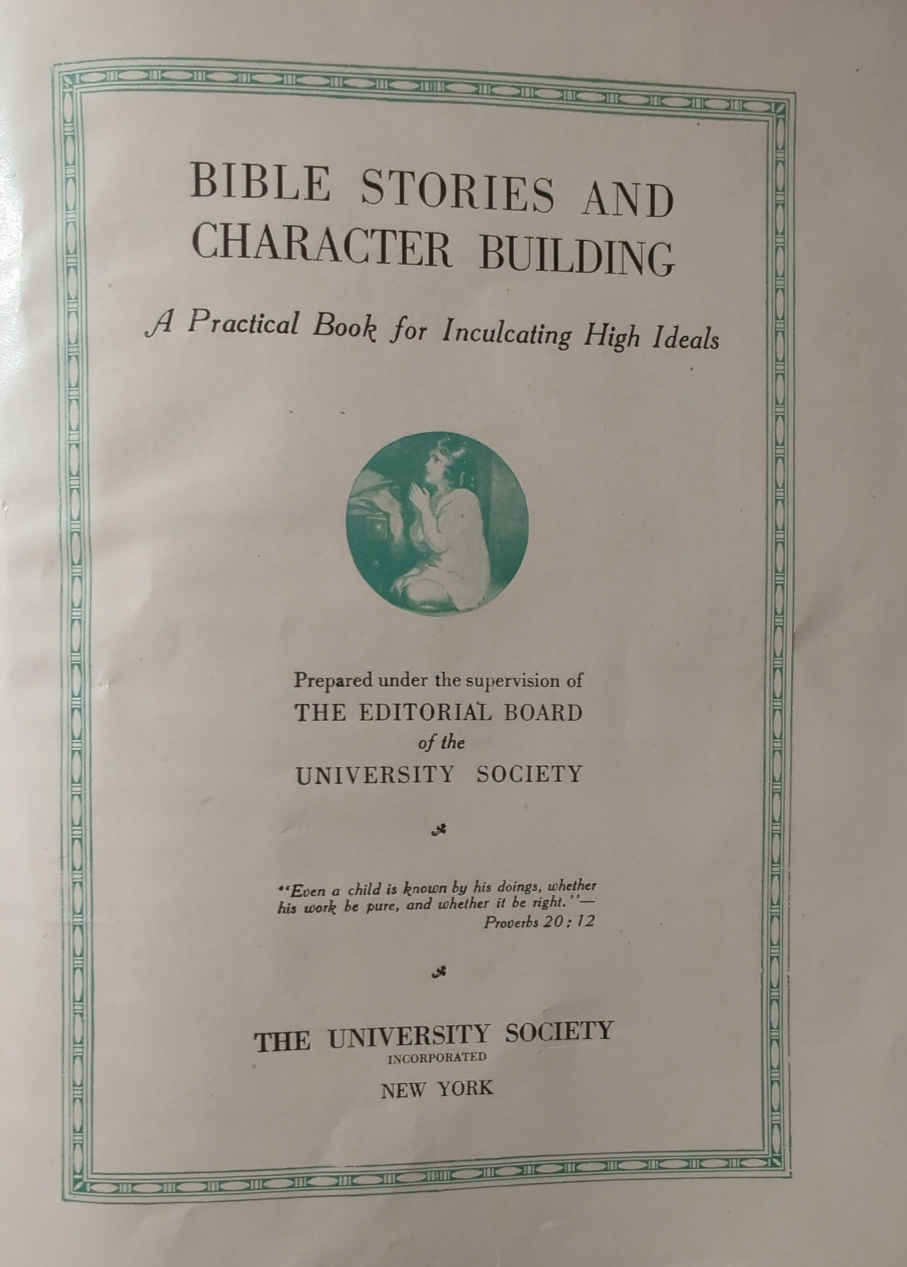 BIBLE STORIES AND
CHARACTER BUILDING
A Practical Book for Inculcating High Ideals
Prepared under the supervision of
THE EDITORIAL BOARD
of the
UNIVERSITY SOCIETY
"Even a child is known by his doings, whether
his work be pure, and whether it be right."—
Proverbs 20: 12
THE UNIVERSITY SOCIETY
INCORPORATED
NEW YORK